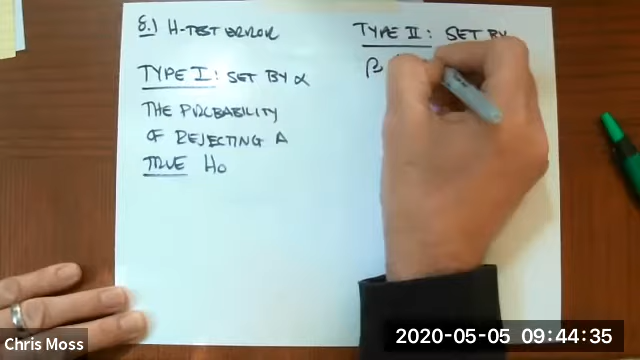 8.1 H-TEST ERROR
TYPE I: SET BY α
THE PROBABILITY
OF REJECTING A
TRUE H0
TYPE II: SET BY
β
Chris Moss
2020-05-05 09:44:35